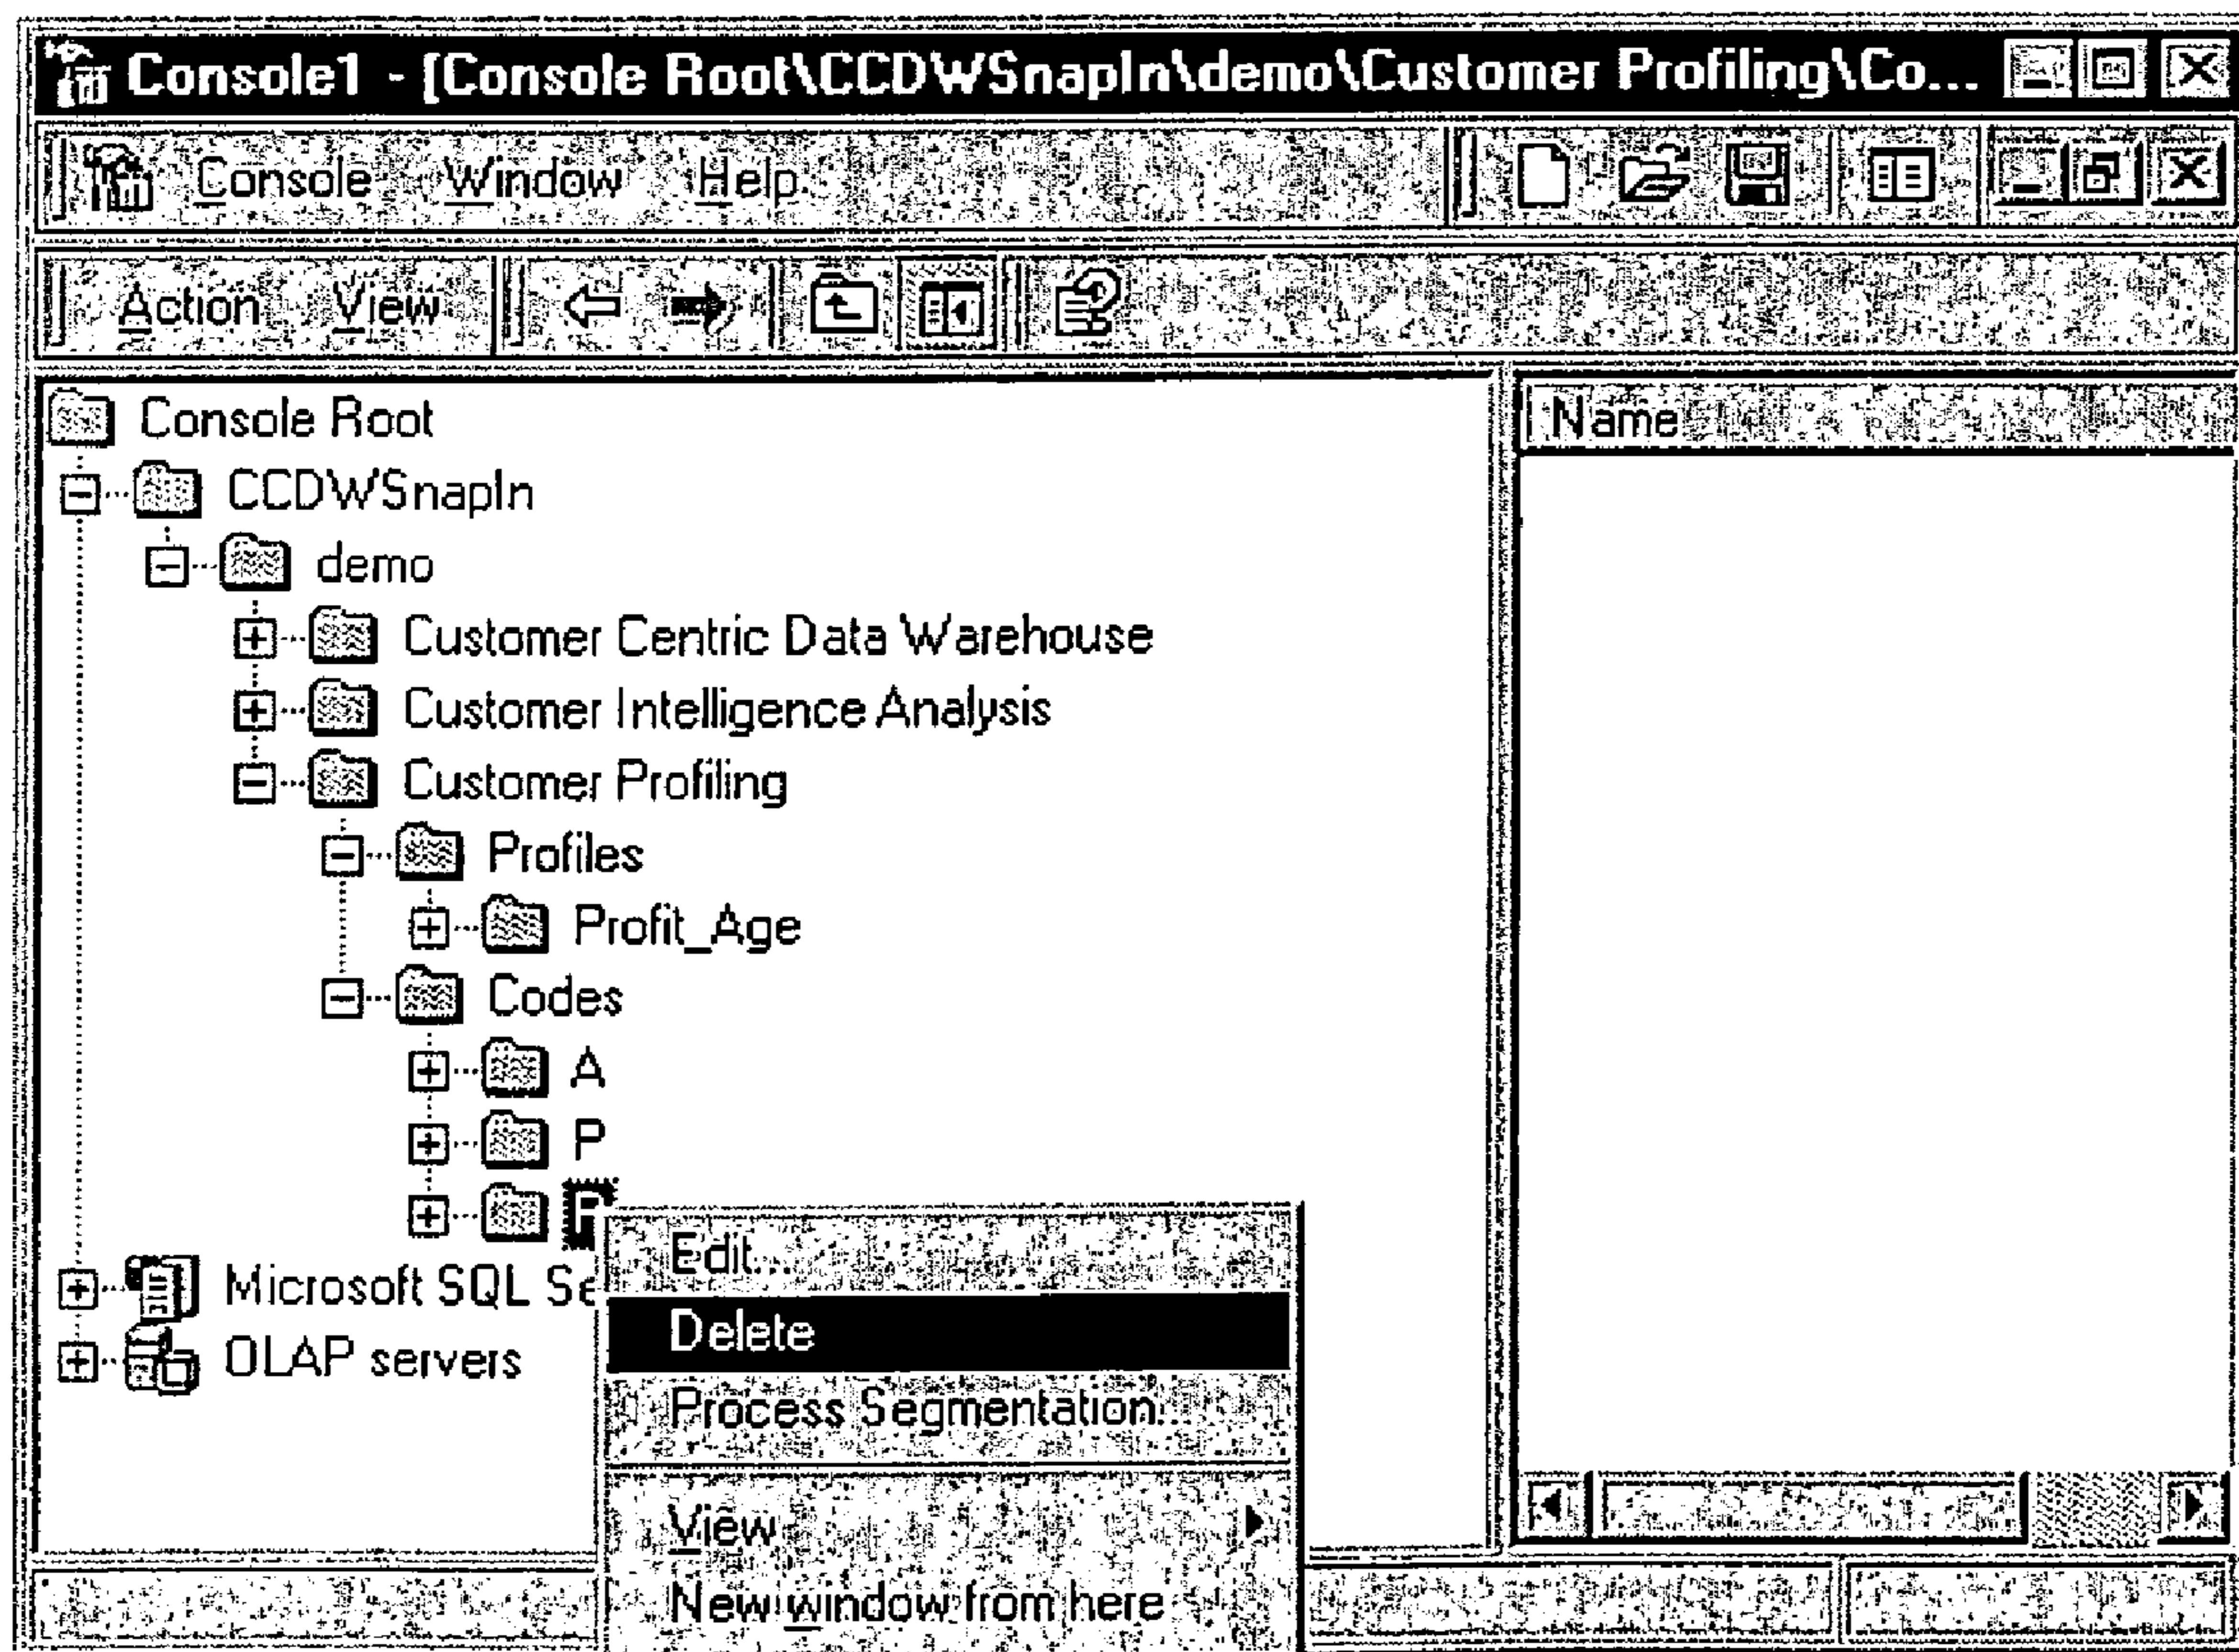 Console1 - [Console Root\CCDWSnapIn\demo\Customer Profiling\Co...
Console Window Help
Action View
Console Root
Name
CCDWSnapIn
demo
Customer Centric Data Warehouse
Customer Intelligence Analysis
Customer Profiling
Profiles
Profit_Age
Codes
A
P
Edit...
Microsoft SQL Se
Delete
OLAP servers
Process Segmentation...
View
New window from here